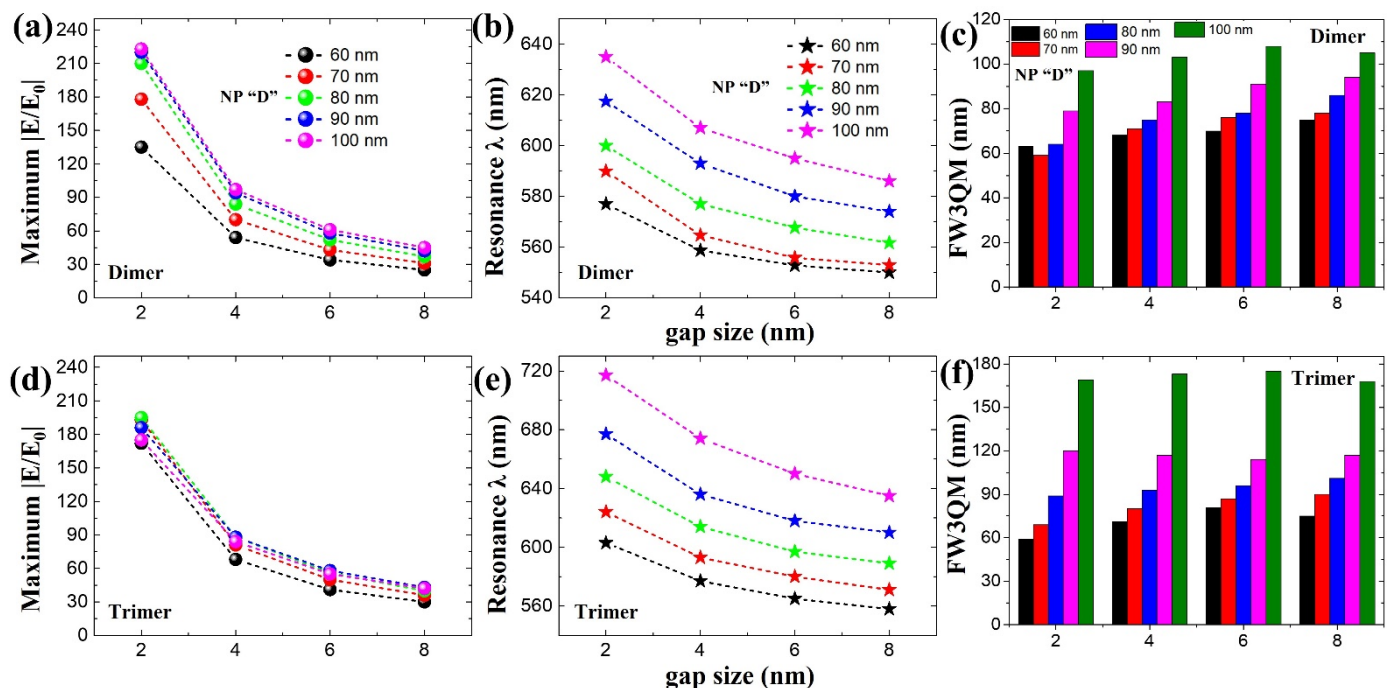 (a)
Maximum |E/E0|
240
210
180
150
120
90
60
30
0
2 4 6 8
NP “D”
60 nm
70 nm
80 nm
90 nm
100 nm
Dimer
(b)
Resonance λ (nm)
640
620
600
580
560
540
2 4 6 8
gap size (nm)
NP “D”
60 nm
70 nm
80 nm
90 nm
100 nm
Dimer
(c)
FW3QM (nm)
120
100
80
60
40
20
0
2 4 6 8
60 nm 80 nm 100 nm
70 nm 90 nm
NP “D”
Dimer
(d)
Maximum |E/E0|
240
210
180
150
120
90
60
30
0
2 4 6 8
Trimer
(e)
Resonance λ (nm)
720
680
640
600
560
2 4 6 8
gap size (nm)
Trimer
(f)
FW3QM (nm)
180
150
120
90
60
30
0
2 4 6 8
Trimer